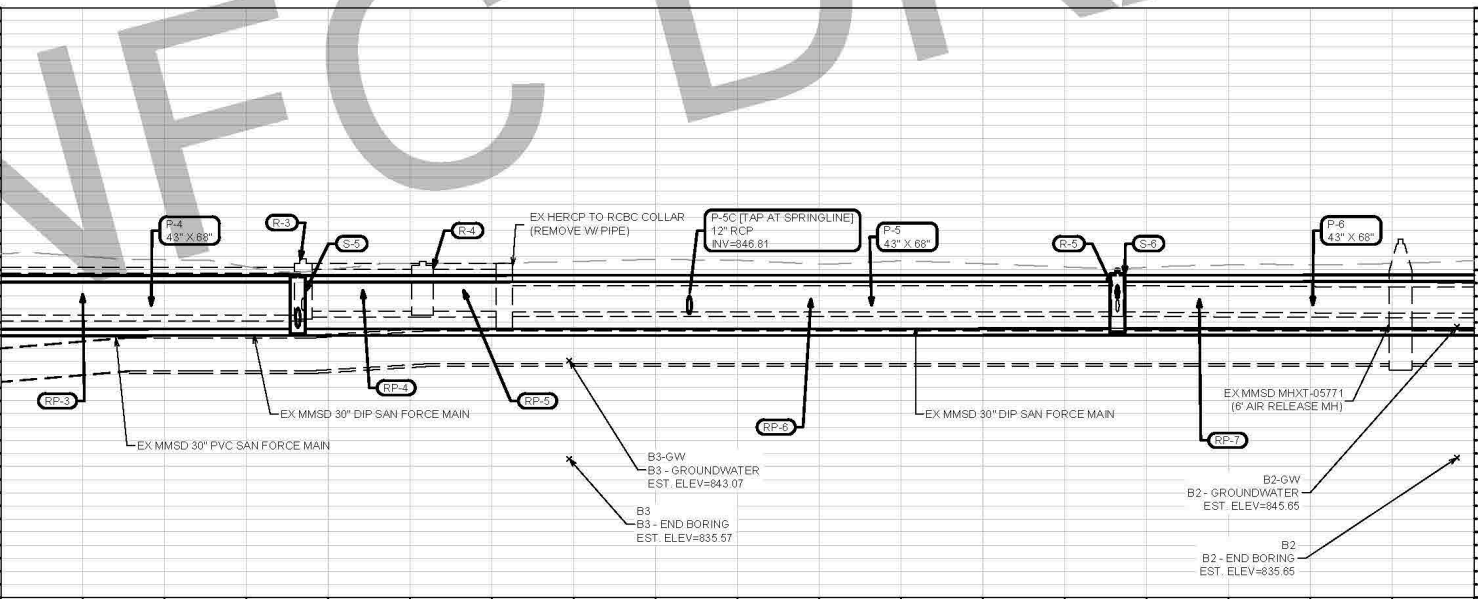 NFC DRA
P-4
43" X 68"
R-3
S-5
R-4
EX HERCP TO RCBC COLLAR
(REMOVE W/ PIPE)
P-5C [TAP AT SPRINGLINE]
12" RCP
INV=846.81
P-5
43" X 68"
R-5
S-6
P-6
43" X 68"
RP-3
RP-4
RP-5
EX MMSD 30" DIP SAN FORCE MAIN
EX MMSD 30" PVC SAN FORCE MAIN
RP-6
EX MMSD 30" DIP SAN FORCE MAIN
RP-7
EX MMSD MHXT-05771
(6' AIR RELEASE MH)
B3-GW
B3 - GROUNDWATER
EST. ELEV=843.07
B3
B3 - END BORING
EST. ELEV=835.57
B2-GW
B2 - GROUNDWATER
EST. ELEV=845.65
B2
B2 - END BORING
EST. ELEV=835.65